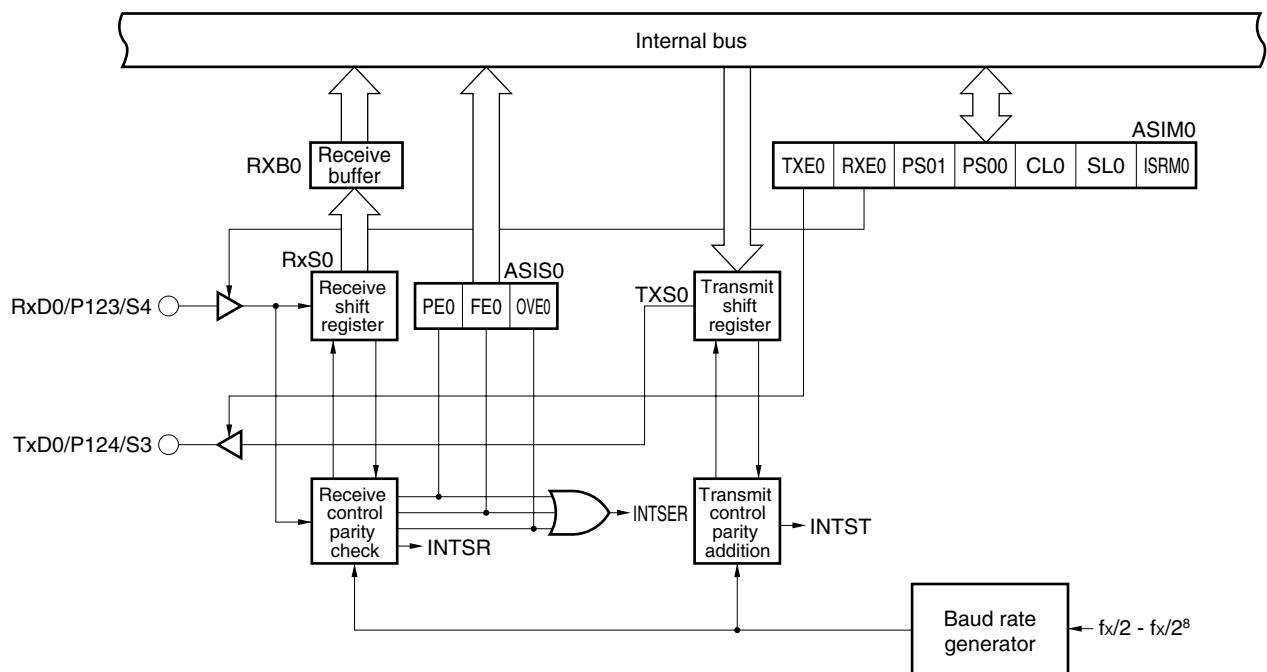 Internal bus
ASIM0
RXB0
Receive
buffer
TXE0 RXE0 PS01 PS00 CL0 SL0 ISRM0
RxS0
ASIS0
RxD0/P123/S4
Receive
shift
register
PE0 FE0 OVE0
TXS0
Transmit
shift
register
TxD0/P124/S3
Receive
control
parity
check
INTSER
INTSR
Transmit
control
parity
addition
INTST
Baud rate
generator
fx/2 - fx/2⁸